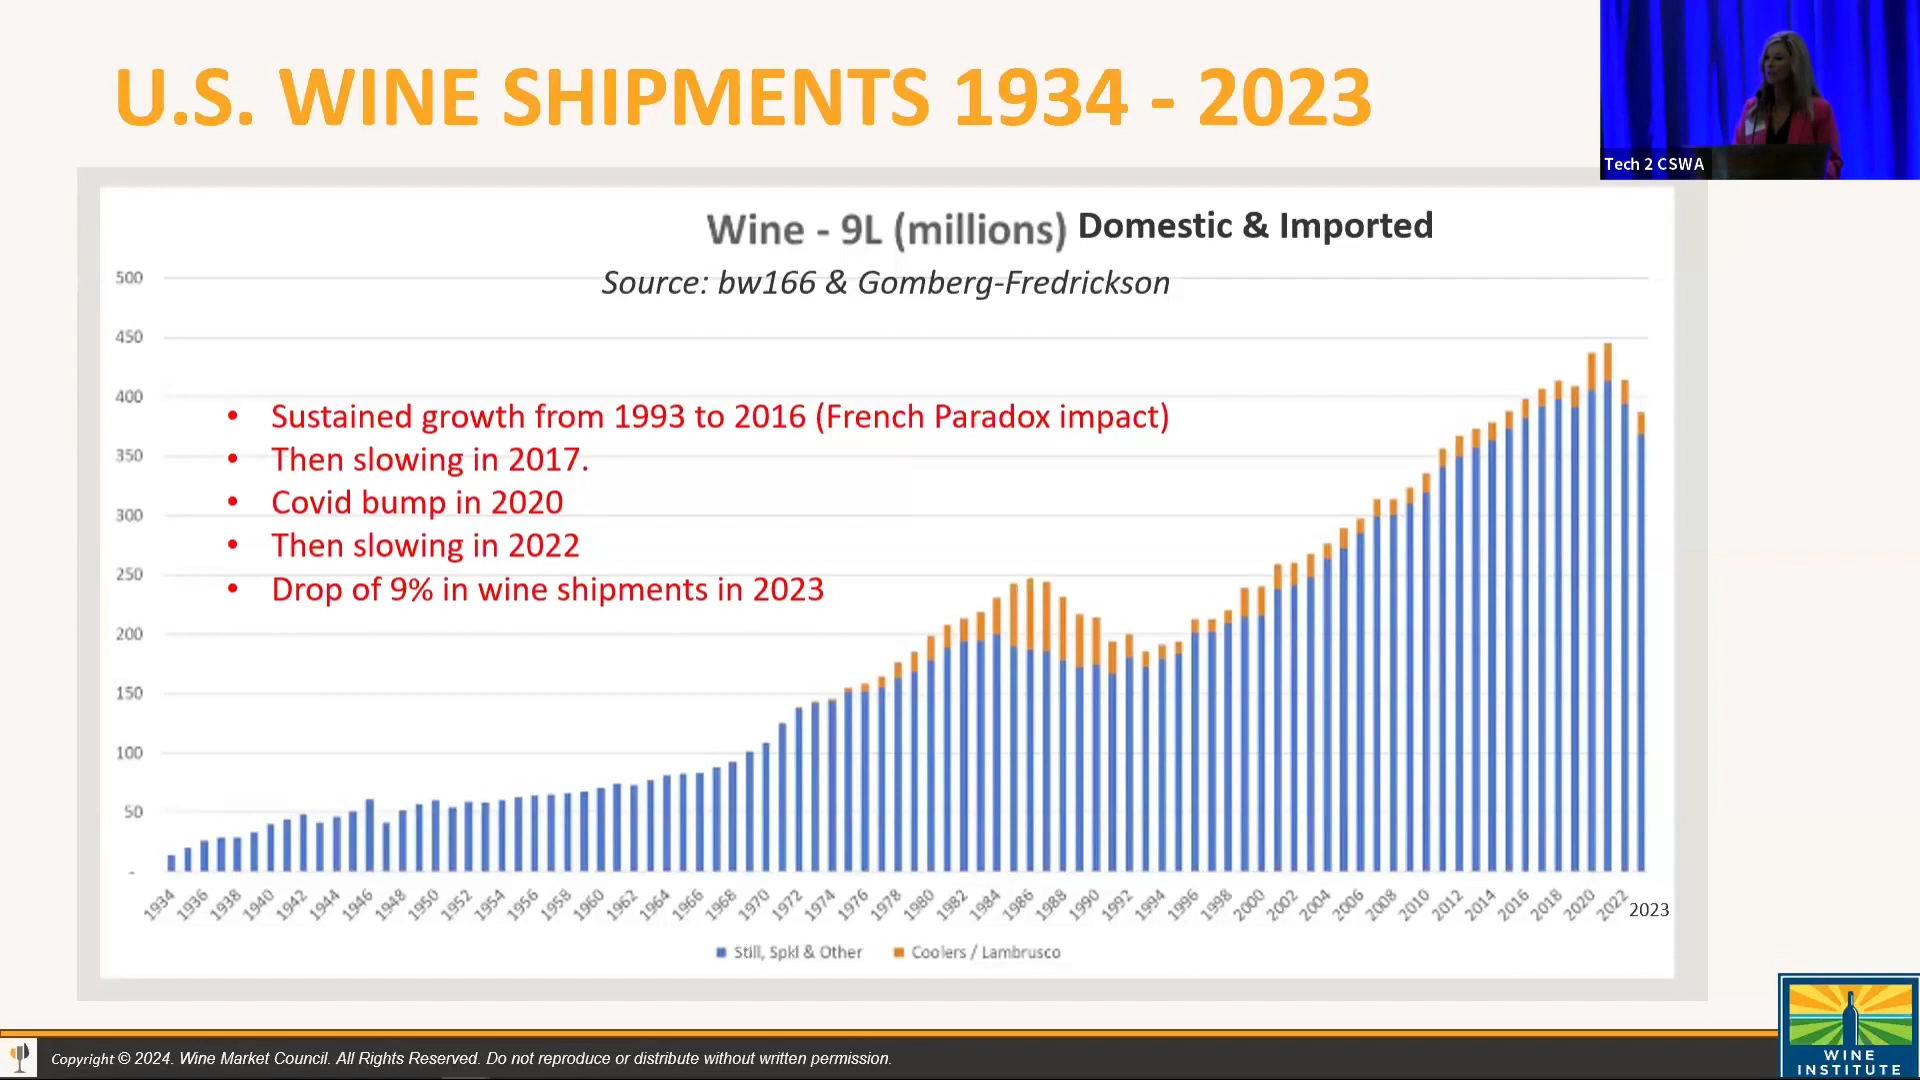 U.S. WINE SHIPMENTS 1934 - 2023
Tech 2 CSWA
Wine - 9L (millions) Domestic & Imported
Source: bw166 & Gomberg-Fredrickson
500
450
400
350
300
250
200
150
100
50
-
• Sustained growth from 1993 to 2016 (French Paradox impact)
• Then slowing in 2017.
• Covid bump in 2020
• Then slowing in 2022
• Drop of 9% in wine shipments in 2023
1934 1936 1938 1940 1942 1944 1946 1948 1950 1952 1954 1956 1958 1960 1962 1964 1966 1968 1970 1972 1974 1976 1978 1980 1982 1984 1986 1988 1990 1992 1994 1996 1998 2000 2002 2004 2006 2008 2010 2012 2014 2016 2018 2020 2022 2023
Still, Spkl & Other Coolers / Lambrusco
Copyright © 2024. Wine Market Council. All Rights Reserved. Do not reproduce or distribute without written permission.
WINE
INSTITUTE